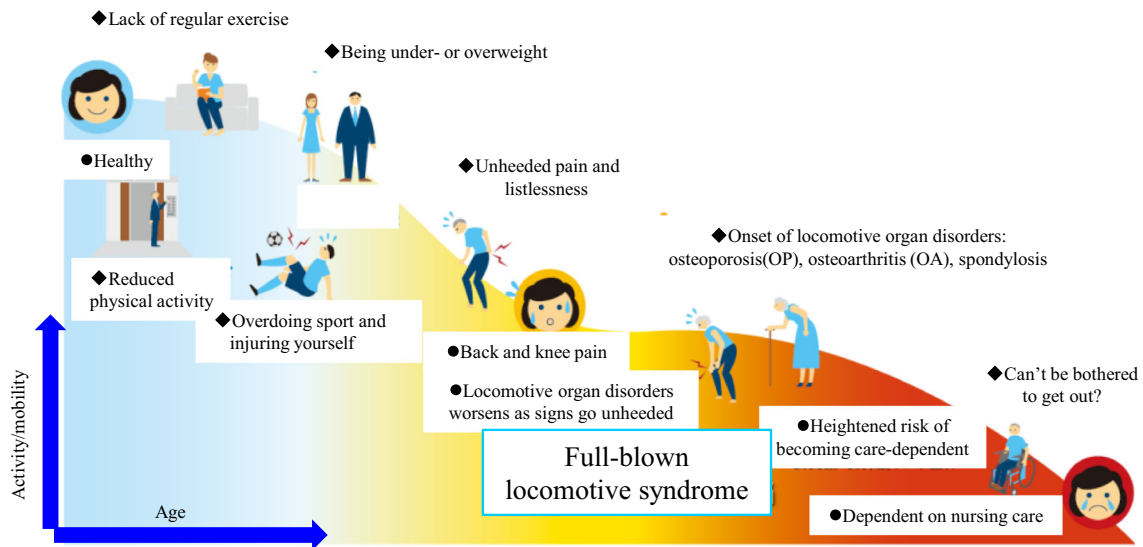 ◆Lack of regular exercise
◆Being under- or overweight
●Healthy
◆Unheeded pain and
listlessness
◆Onset of locomotive organ disorders:
osteoporosis(OP), osteoarthritis (OA), spondylosis
◆Reduced
physical activity
◆Overdoing sport and
injuring yourself
●Back and knee pain
●Locomotive organ disorders
worsens as signs go unheeded
◆Can’t be bothered
to get out?
●Heightened risk of
becoming care-dependent
Full-blown
locomotive syndrome
●Dependent on nursing care
Activity/mobility
Age